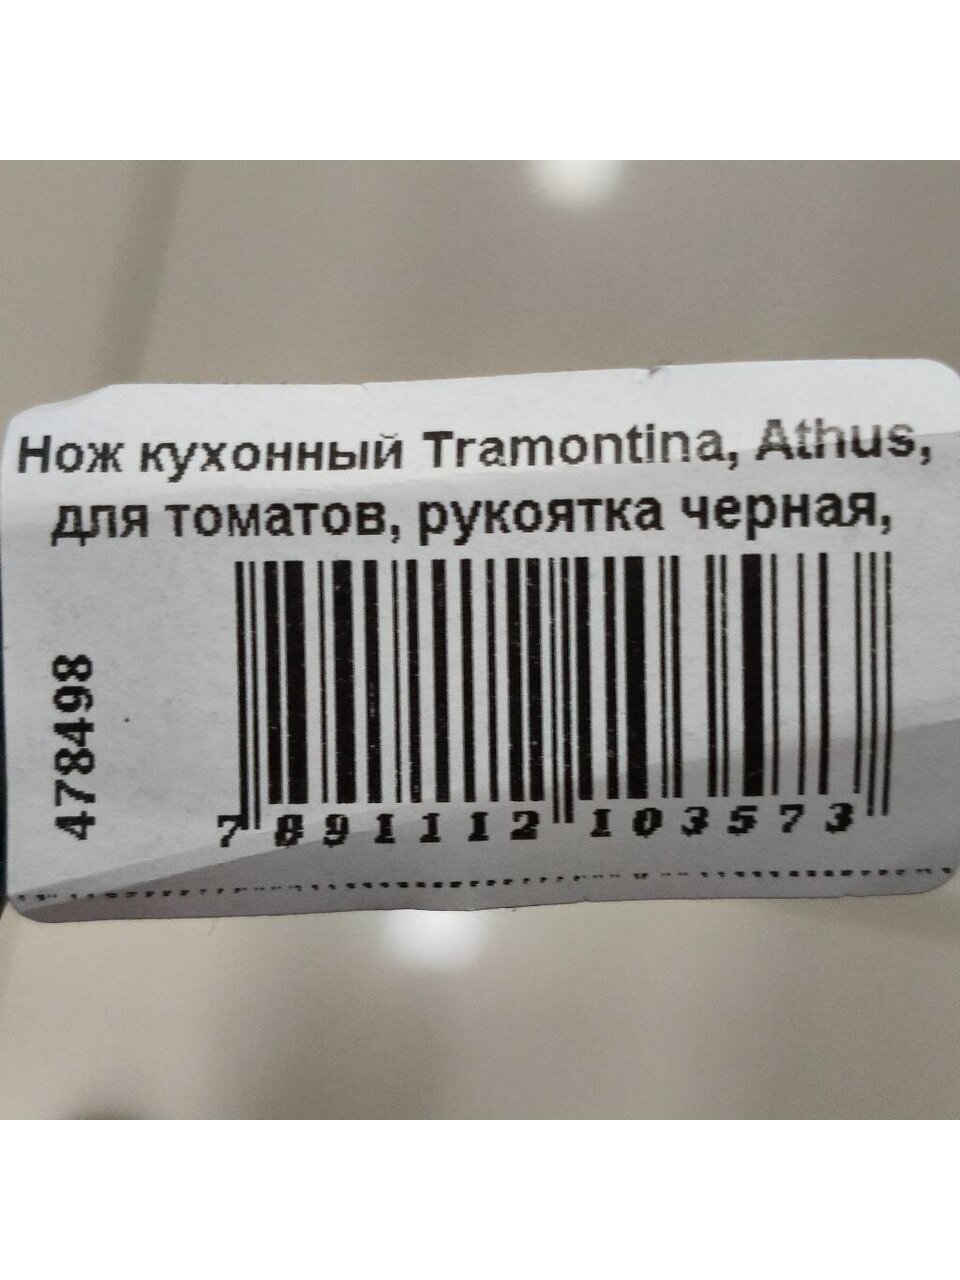 Нож кухонный Tramontina, Athus,
для томатов, рукоятка черная,
478498
7 891112 103573